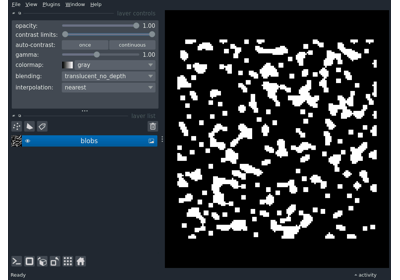 File View Plugins Window Help
layer controls
opacity: 1.00
contrast limits:
auto-contrast: once continuous
gamma: 1.00
colormap: gray
blending: translucent_no_depth
interpolation: nearest
layer list
blobs
Ready activity